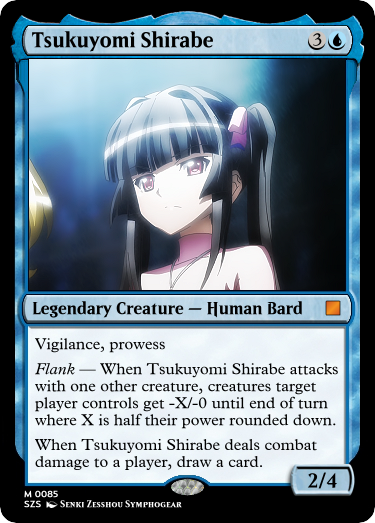 Tsukuyomi Shirabe 3
Legendary Creature — Human Bard
Vigilance, prowess
Flank — When Tsukuyomi Shirabe attacks
with one other creature, creatures target
player controls get -X/-0 until end of turn
where X is half their power rounded down.
When Tsukuyomi Shirabe deals combat
damage to a player, draw a card.
2/4
M 0085
SZS Senki Zesshou Symphogear